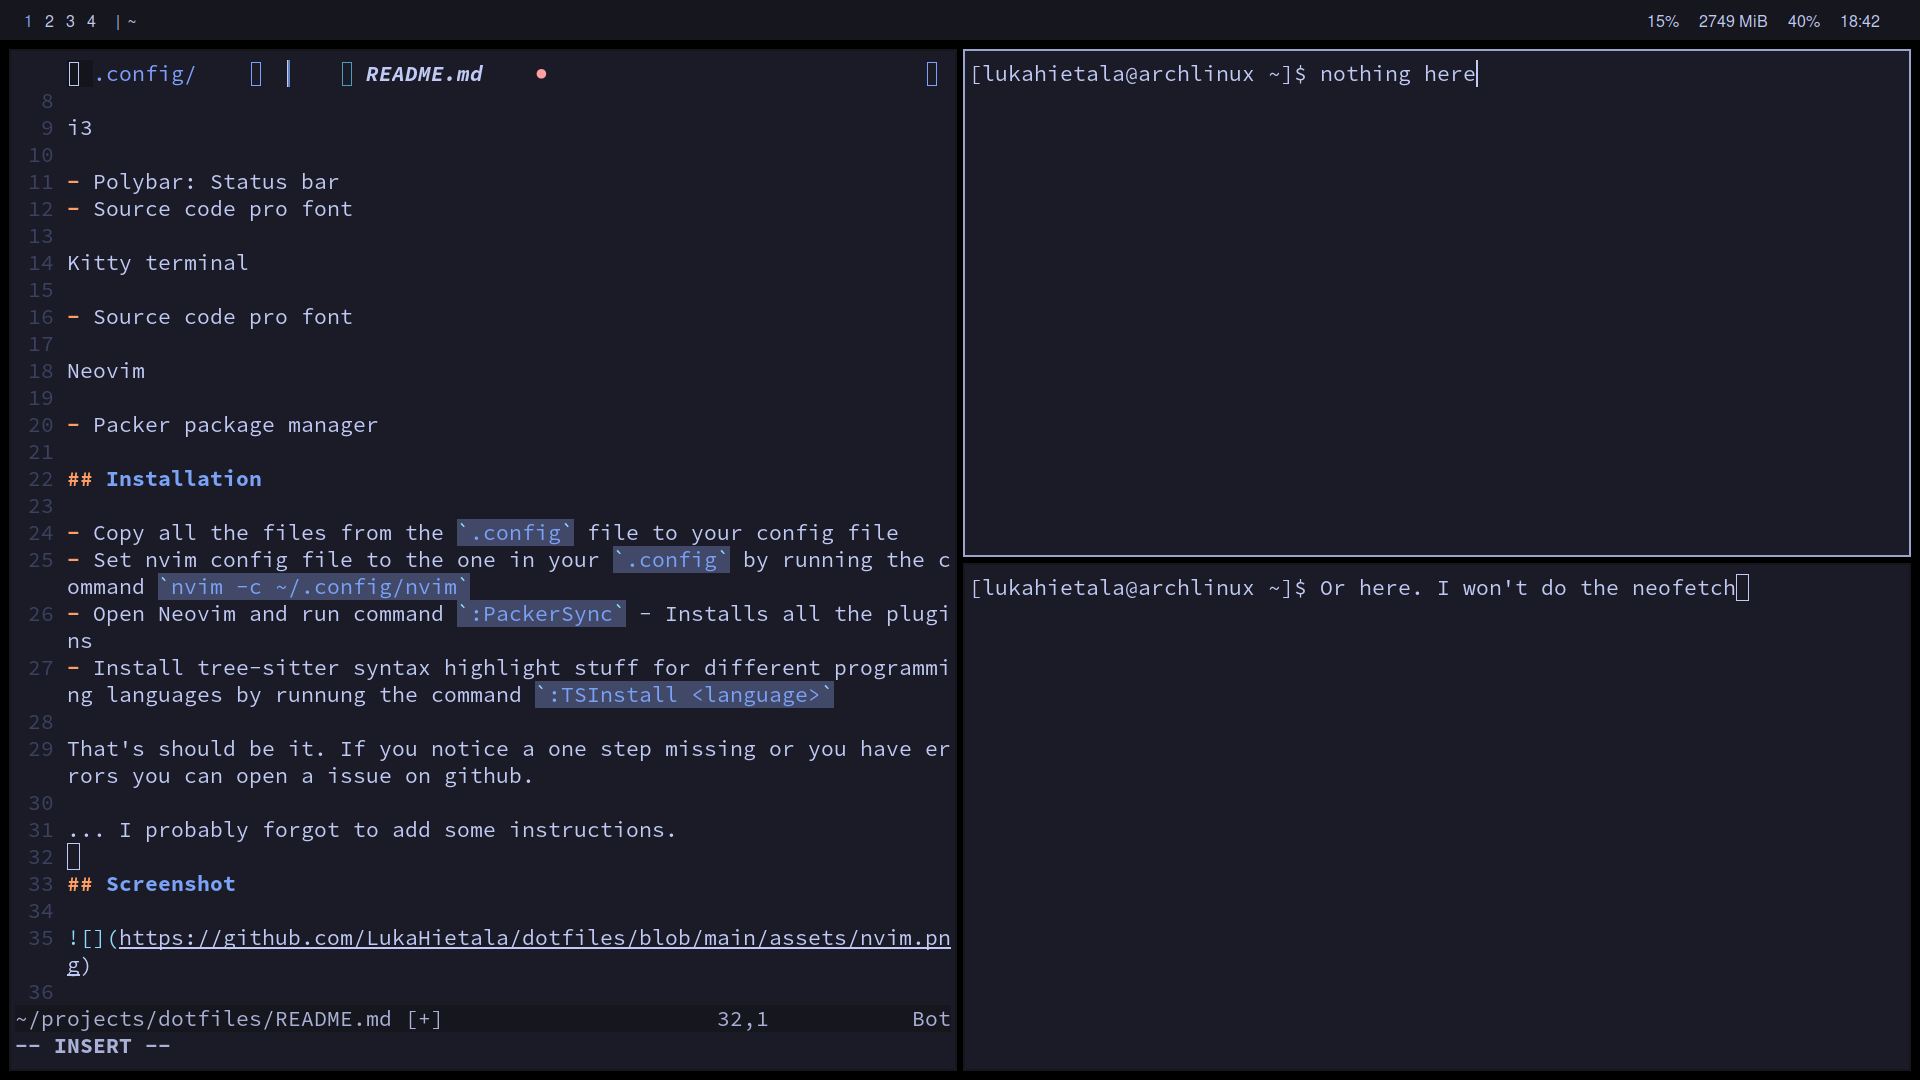 1 2 3 4 | ~
15% 2749 MiB 40% 18:42
.config/ README.md
8
9 i3
10
11 - Polybar: Status bar
12 - Source code pro font
13
14 Kitty terminal
15
16 - Source code pro font
17
18 Neovim
19
20 - Packer package manager
21
22 ## Installation
23
24 - Copy all the files from the `.config` file to your config file
25 - Set nvim config file to the one in your `.config` by running the c
ommand `nvim -c ~/.config/nvim`
26 - Open Neovim and run command `:PackerSync` - Installs all the plugi
ns
27 - Install tree-sitter syntax highlight stuff for different programmi
ng languages by runnung the command `:TSInstall <language>`
28
29 That's should be it. If you notice a one step missing or you have er
rors you can open a issue on github.
30
31 ... I probably forgot to add some instructions.
32
33 ## Screenshot
34
35 ![](https://github.com/LukaHietala/dotfiles/blob/main/assets/nvim.pn
g)
36
~/projects/dotfiles/README.md [+] 32,1 Bot
-- INSERT --
[lukahietala@archlinux ~]$ nothing here
[lukahietala@archlinux ~]$ Or here. I won't do the neofetch